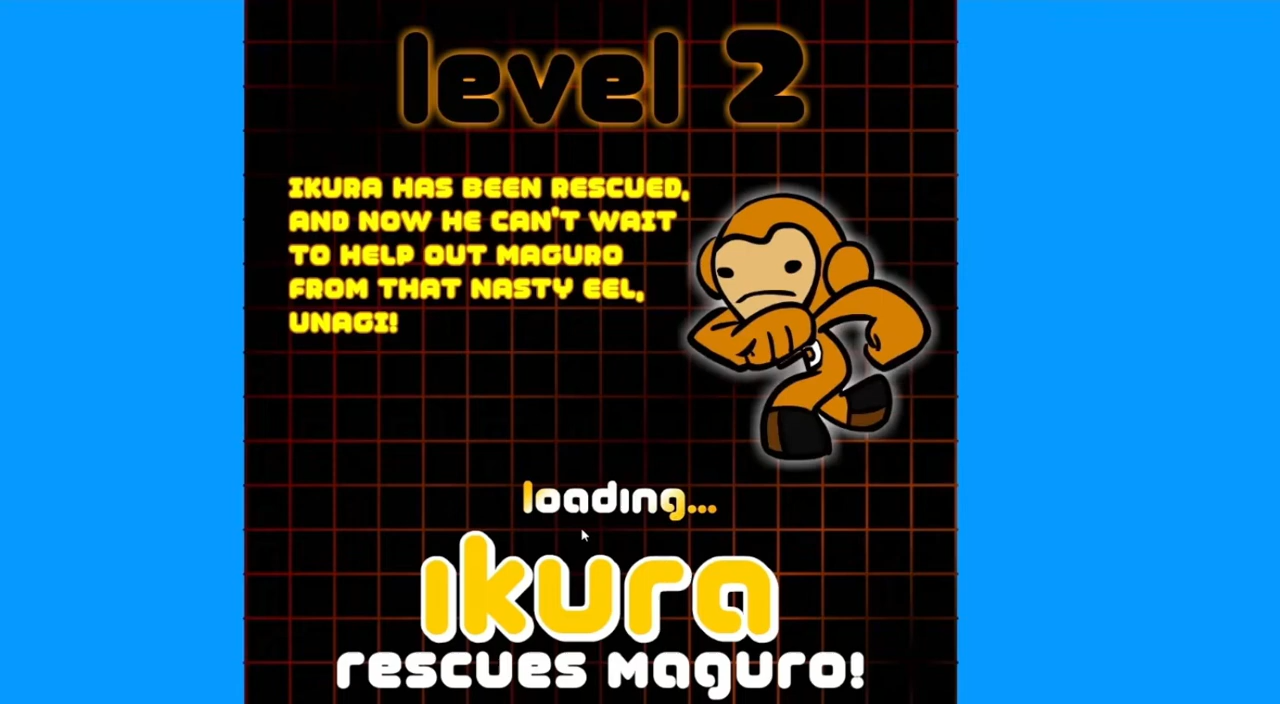 level 2
IKURA HAS BEEN RESCUED,
AND NOW HE CAN'T WAIT
TO HELP OUT MAGURO
FROM THAT NASTY EEL,
UNAGI!
loading...
ikura
rescues maguro!